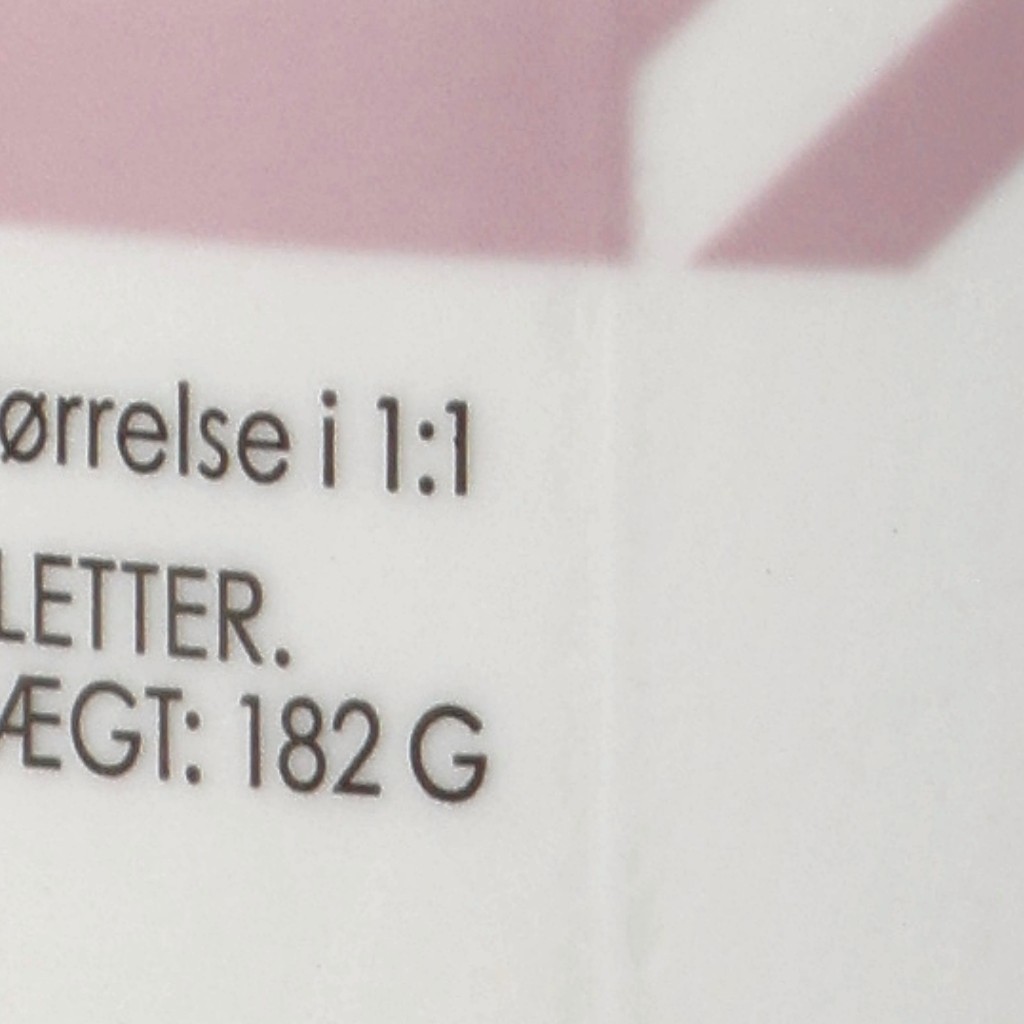 ørrelse i 1:1
LETTER.
ÆGT: 182 G